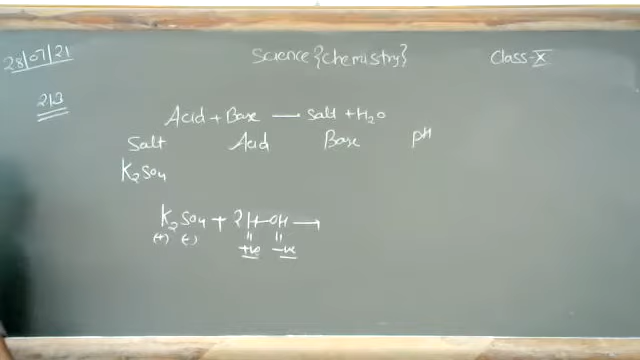 28/07/21 Science {Chemistry} Class-X
213
Acid + Base → Salt + H₂O
Salt Acid Base pH
K₂SO₄
K₂SO₄ + 2H-OH →
(+) (-) || ||
+ve -ve